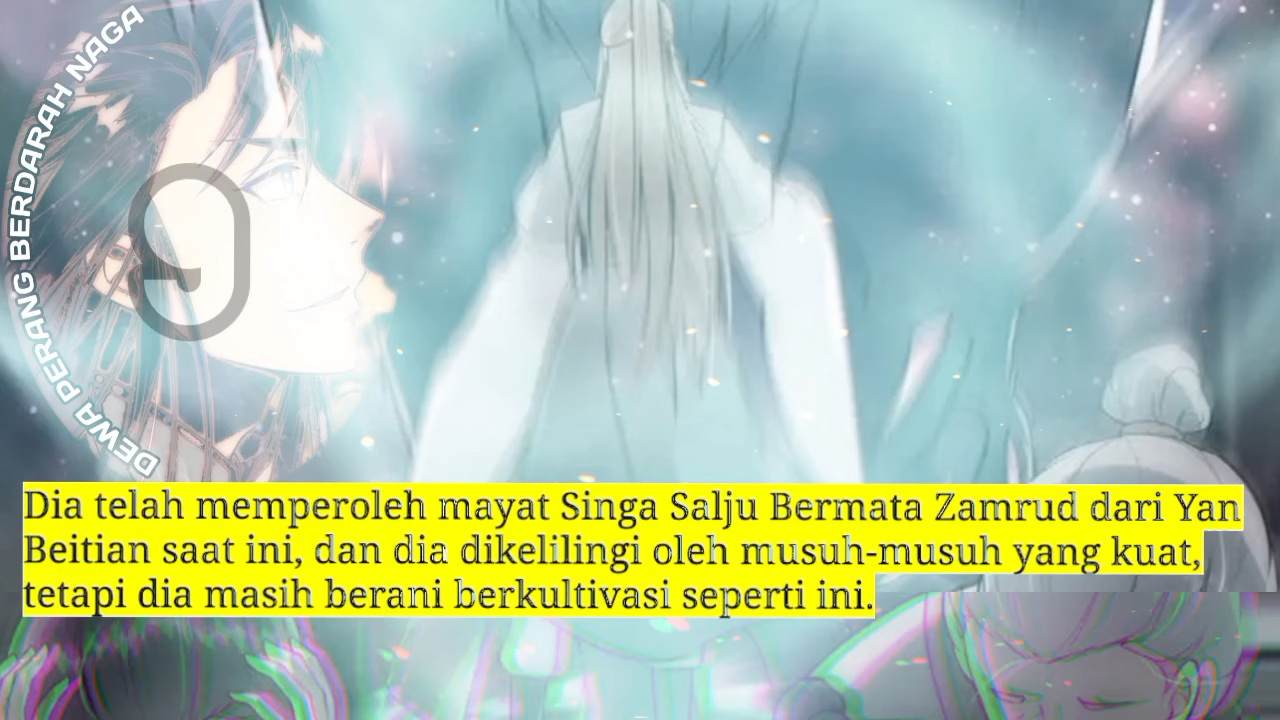 DEWA PERANG BERDARAH NAGA
Dia telah memperoleh mayat Singa Salju Bermata Zamrud dari Yan
Beitian saat ini, dan dia dikelilingi oleh musuh-musuh yang kuat,
tetapi dia masih berani berkultivasi seperti ini.